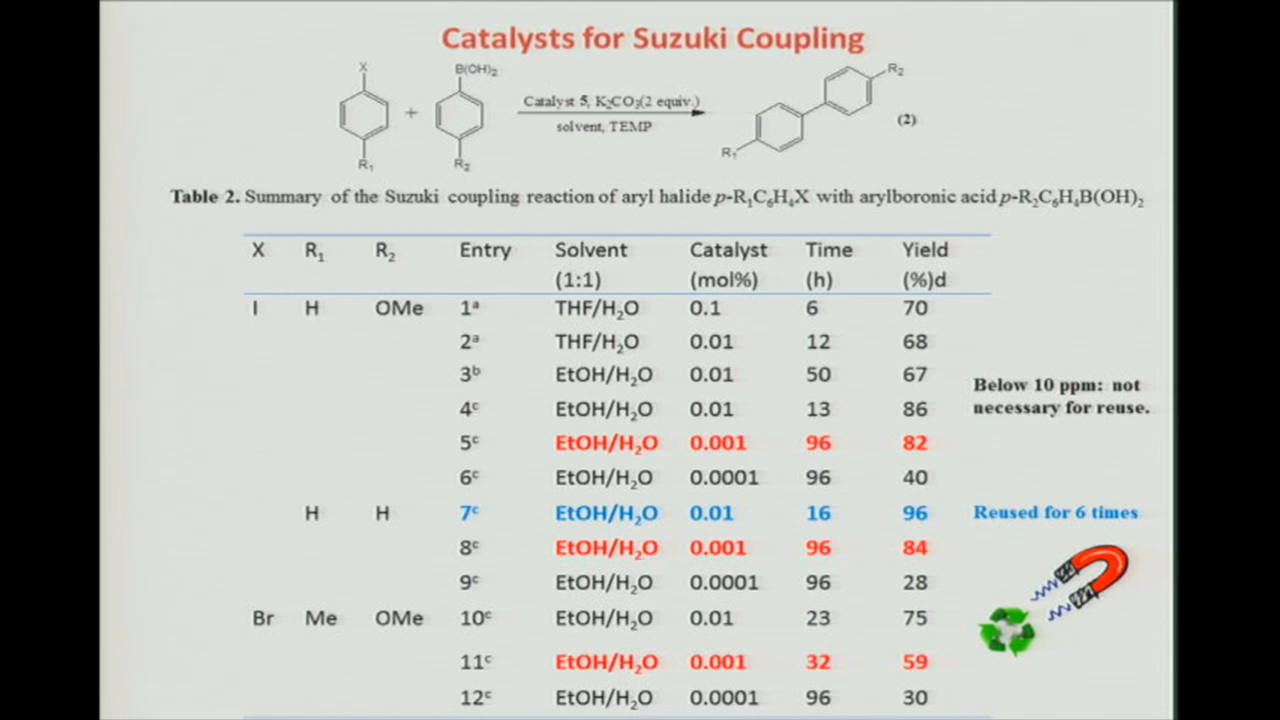 Catalysts for Suzuki Coupling
X B(OH)₂ R₂
+ Catalyst 5, K₂CO₃(2 equiv.) (2)
solvent, TEMP
R₁ R₂ R₁
Table 2. Summary of the Suzuki coupling reaction of aryl halide p-R₁C₆H₄X with arylboronic acid p-R₂C₆H₄B(OH)₂
X R₁ R₂ Entry Solvent Catalyst Time Yield
(1:1) (mol%) (h) (%)d
I H OMe 1ᵃ THF/H₂O 0.1 6 70
2ᵃ THF/H₂O 0.01 12 68
3ᵇ EtOH/H₂O 0.01 50 67
Below 10 ppm: not
necessary for reuse.
4ᶜ EtOH/H₂O 0.01 13 86
5ᶜ EtOH/H₂O 0.001 96 82
6ᶜ EtOH/H₂O 0.0001 96 40
H H 7ᶜ EtOH/H₂O 0.01 16 96 Reused for 6 times
8ᶜ EtOH/H₂O 0.001 96 84
9ᶜ EtOH/H₂O 0.0001 96 28
Br Me OMe 10ᶜ EtOH/H₂O 0.01 23 75
11ᶜ EtOH/H₂O 0.001 32 59
12ᶜ EtOH/H₂O 0.0001 96 30